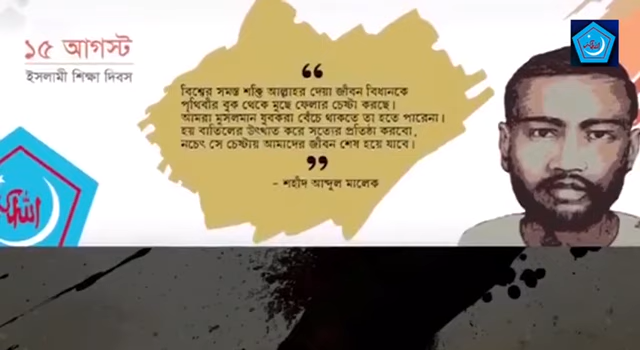 ১৫ আগস্ট
ইসলামী শিক্ষা দিবস
“
বিশ্বের সমস্ত শক্তি আল্লাহর দেয়া জীবন বিধানকে
পৃথিবীর বুক থেকে মুছে ফেলার চেষ্টা করছে।
আমরা মুসলমান যুবকরা বেঁচে থাকতে তা হতে পারেনা।
হয় বাতিলের উৎখাত করে সত্যের প্রতিষ্ঠা করবো,
নচেৎ সে চেষ্টায় আমাদের জীবন শেষ হয়ে যাবে।
”
- শহীদ আব্দুল মালেক